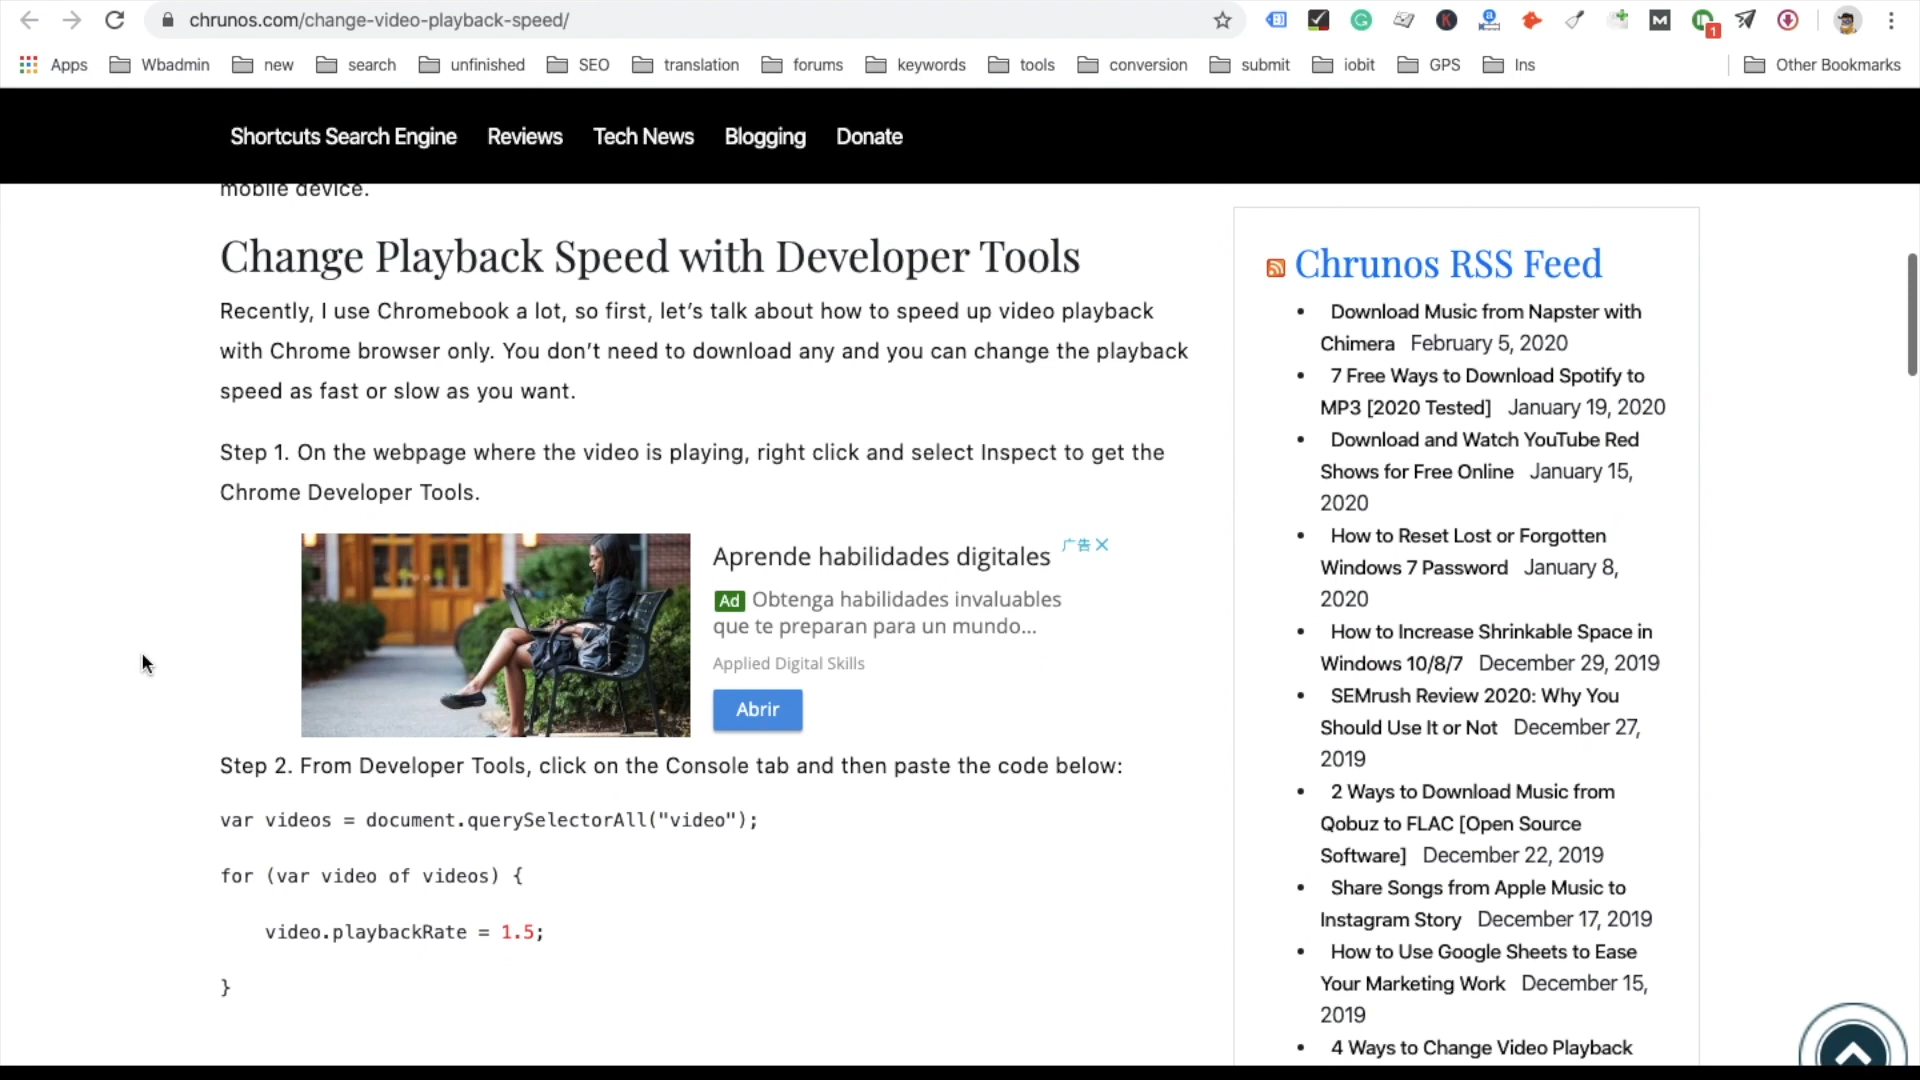 chrunos.com/change-video-playback-speed/
1
Apps Wbadmin new search unfinished SEO translation forums keywords tools conversion submit iobit GPS Ins Other Bookmarks
Shortcuts Search Engine Reviews Tech News Blogging Donate
mobile device.
Change Playback Speed with Developer Tools
Recently, I use Chromebook a lot, so first, let’s talk about how to speed up video playback
with Chrome browser only. You don’t need to download any and you can change the playback
speed as fast or slow as you want.
Step 1. On the webpage where the video is playing, right click and select Inspect to get the
Chrome Developer Tools.
Aprende habilidades digitales
广告
Ad Obtenga habilidades invaluables
que te preparan para un mundo...
Applied Digital Skills
Abrir
Step 2. From Developer Tools, click on the Console tab and then paste the code below:
var videos = document.querySelectorAll("video");
for (var video of videos) {
video.playbackRate = 1.5;
}
Chrunos RSS Feed
Download Music from Napster with
Chimera February 5, 2020
7 Free Ways to Download Spotify to
MP3 [2020 Tested] January 19, 2020
Download and Watch YouTube Red
Shows for Free Online January 15,
2020
How to Reset Lost or Forgotten
Windows 7 Password January 8,
2020
How to Increase Shrinkable Space in
Windows 10/8/7 December 29, 2019
SEMrush Review 2020: Why You
Should Use It or Not December 27,
2019
2 Ways to Download Music from
Qobuz to FLAC [Open Source
Software] December 22, 2019
Share Songs from Apple Music to
Instagram Story December 17, 2019
How to Use Google Sheets to Ease
Your Marketing Work December 15,
2019
4 Ways to Change Video Playback